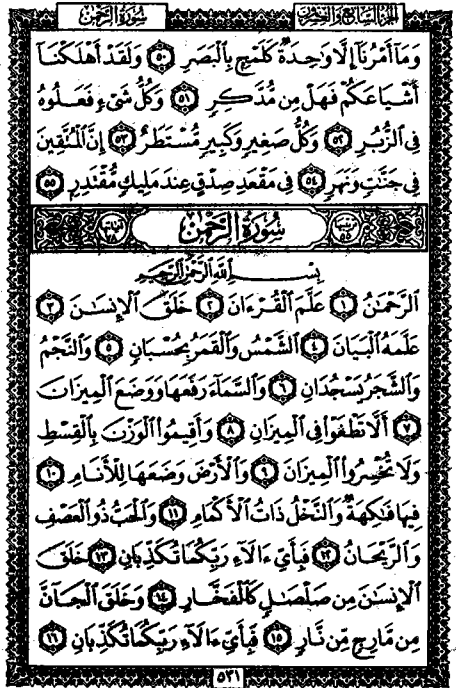 الجزء السابع والعشرون سورة الرحمن
وَمَآ أَمْرُنَآ إِلَّا وَٰحِدَةٌ كَلَمْحٍۭ بِٱلْبَصَرِ ٥٠ وَلَقَدْ أَهْلَكْنَآ
أَشْيَاعَكُمْ فَهَلْ مِن مُّدَّكِرٍ ٥١ وَكُلُّ شَىْءٍ فَعَلُوهُ
فِى ٱلزُّبُرِ ٥٢ وَكُلُّ صَغِيرٍ وَكَبِيرٍ مُّسْتَطَرٌ ٥٣ إِنَّ ٱلْمُتَّقِينَ
فِى جَنَّٰتٍ وَنَهَرٍ ٥٤ فِى مَقْعَدِ صِدْقٍ عِندَ مَلِيكٍ مُّقْتَدِرٍۭ ٥٥
سُورَةُ الرَّحْمٰن
بِسْمِ ٱللَّهِ ٱلرَّحْمَٰنِ ٱلرَّحِيمِ
ٱلرَّحْمَٰنُ ١ عَلَّمَ ٱلْقُرْءَانَ ٢ خَلَقَ ٱلْإِنسَٰنَ ٣
عَلَّمَهُ ٱلْبَيَانَ ٤ ٱلشَّمْسُ وَٱلْقَمَرُ بِحُسْبَانٍ ٥ وَٱلنَّجْمُ
وَٱلشَّجَرُ يَسْجُدَانِ ٦ وَٱلسَّمَآءَ رَفَعَهَا وَوَضَعَ ٱلْمِيزَانَ
٧ أَلَّا تَطْغَوْا۟ فِى ٱلْمِيزَانِ ٨ وَأَقِيمُوا۟ ٱلْوَزْنَ بِٱلْقِسْطِ
وَلَا تُخْسِرُوا۟ ٱلْمِيزَانَ ٩ وَٱلْأَرْضَ وَضَعَهَا لِلْأَنَامِ ١٠
فِيهَا فَٰكِهَةٌ وَٱلنَّخْلُ ذَاتُ ٱلْأَكْمَامِ ١١ وَٱلْحَبُّ ذُو ٱلْعَصْفِ
وَٱلرَّيْحَانُ ١٢ فَبِأَىِّ ءَالَآءِ رَبِّكُمَا تُكَذِّبَانِ ١٣ خَلَقَ
ٱلْإِنسَٰنَ مِن صَلْصَٰلٍ كَٱلْفَخَّارِ ١٤ وَخَلَقَ ٱلْجَآنَّ
مِن مَّارِجٍ مِّن نَّارٍ ١٥ فَبِأَىِّ ءَالَآءِ رَبِّكُمَا تُكَذِّبَانِ ١٦
٥٣١